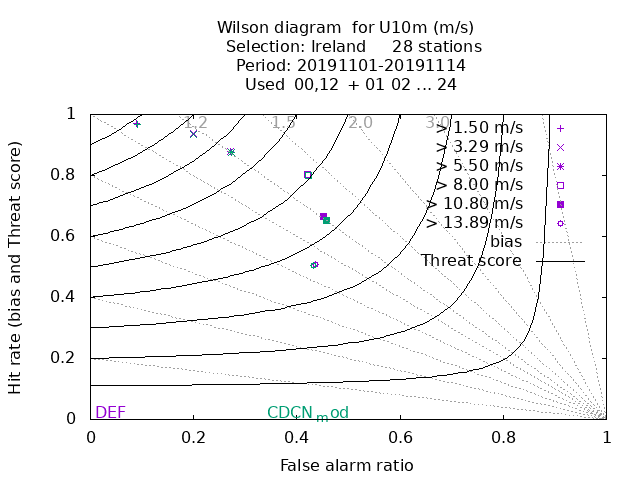 Wilson diagram  for U10m (m/s)
Selection: Ireland     28 stations
Period: 20191101-20191114
Used  00,12  + 01 02 ... 24
Hit rate (bias and Threat score)
1
0.8
0.6
0.4
0.2
0
1.2
1.5
2.0
3.0
> 1.50 m/s
> 3.29 m/s
> 5.50 m/s
> 8.00 m/s
> 10.80 m/s
> 13.89 m/s
bias
Threat score
DEF
CDCNmod
0
0.2
0.4
0.6
0.8
1
False alarm ratio